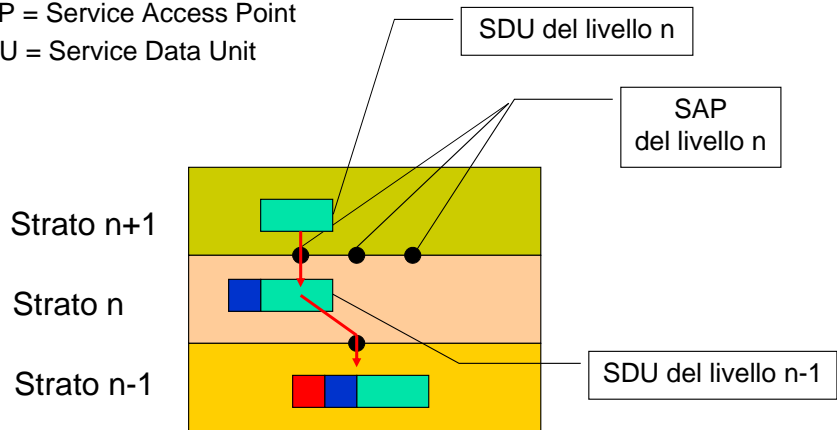 P = Service Access Point
U = Service Data Unit
SDU del livello n
SAP
del livello n
Strato n+1
Strato n
Strato n-1
SDU del livello n-1